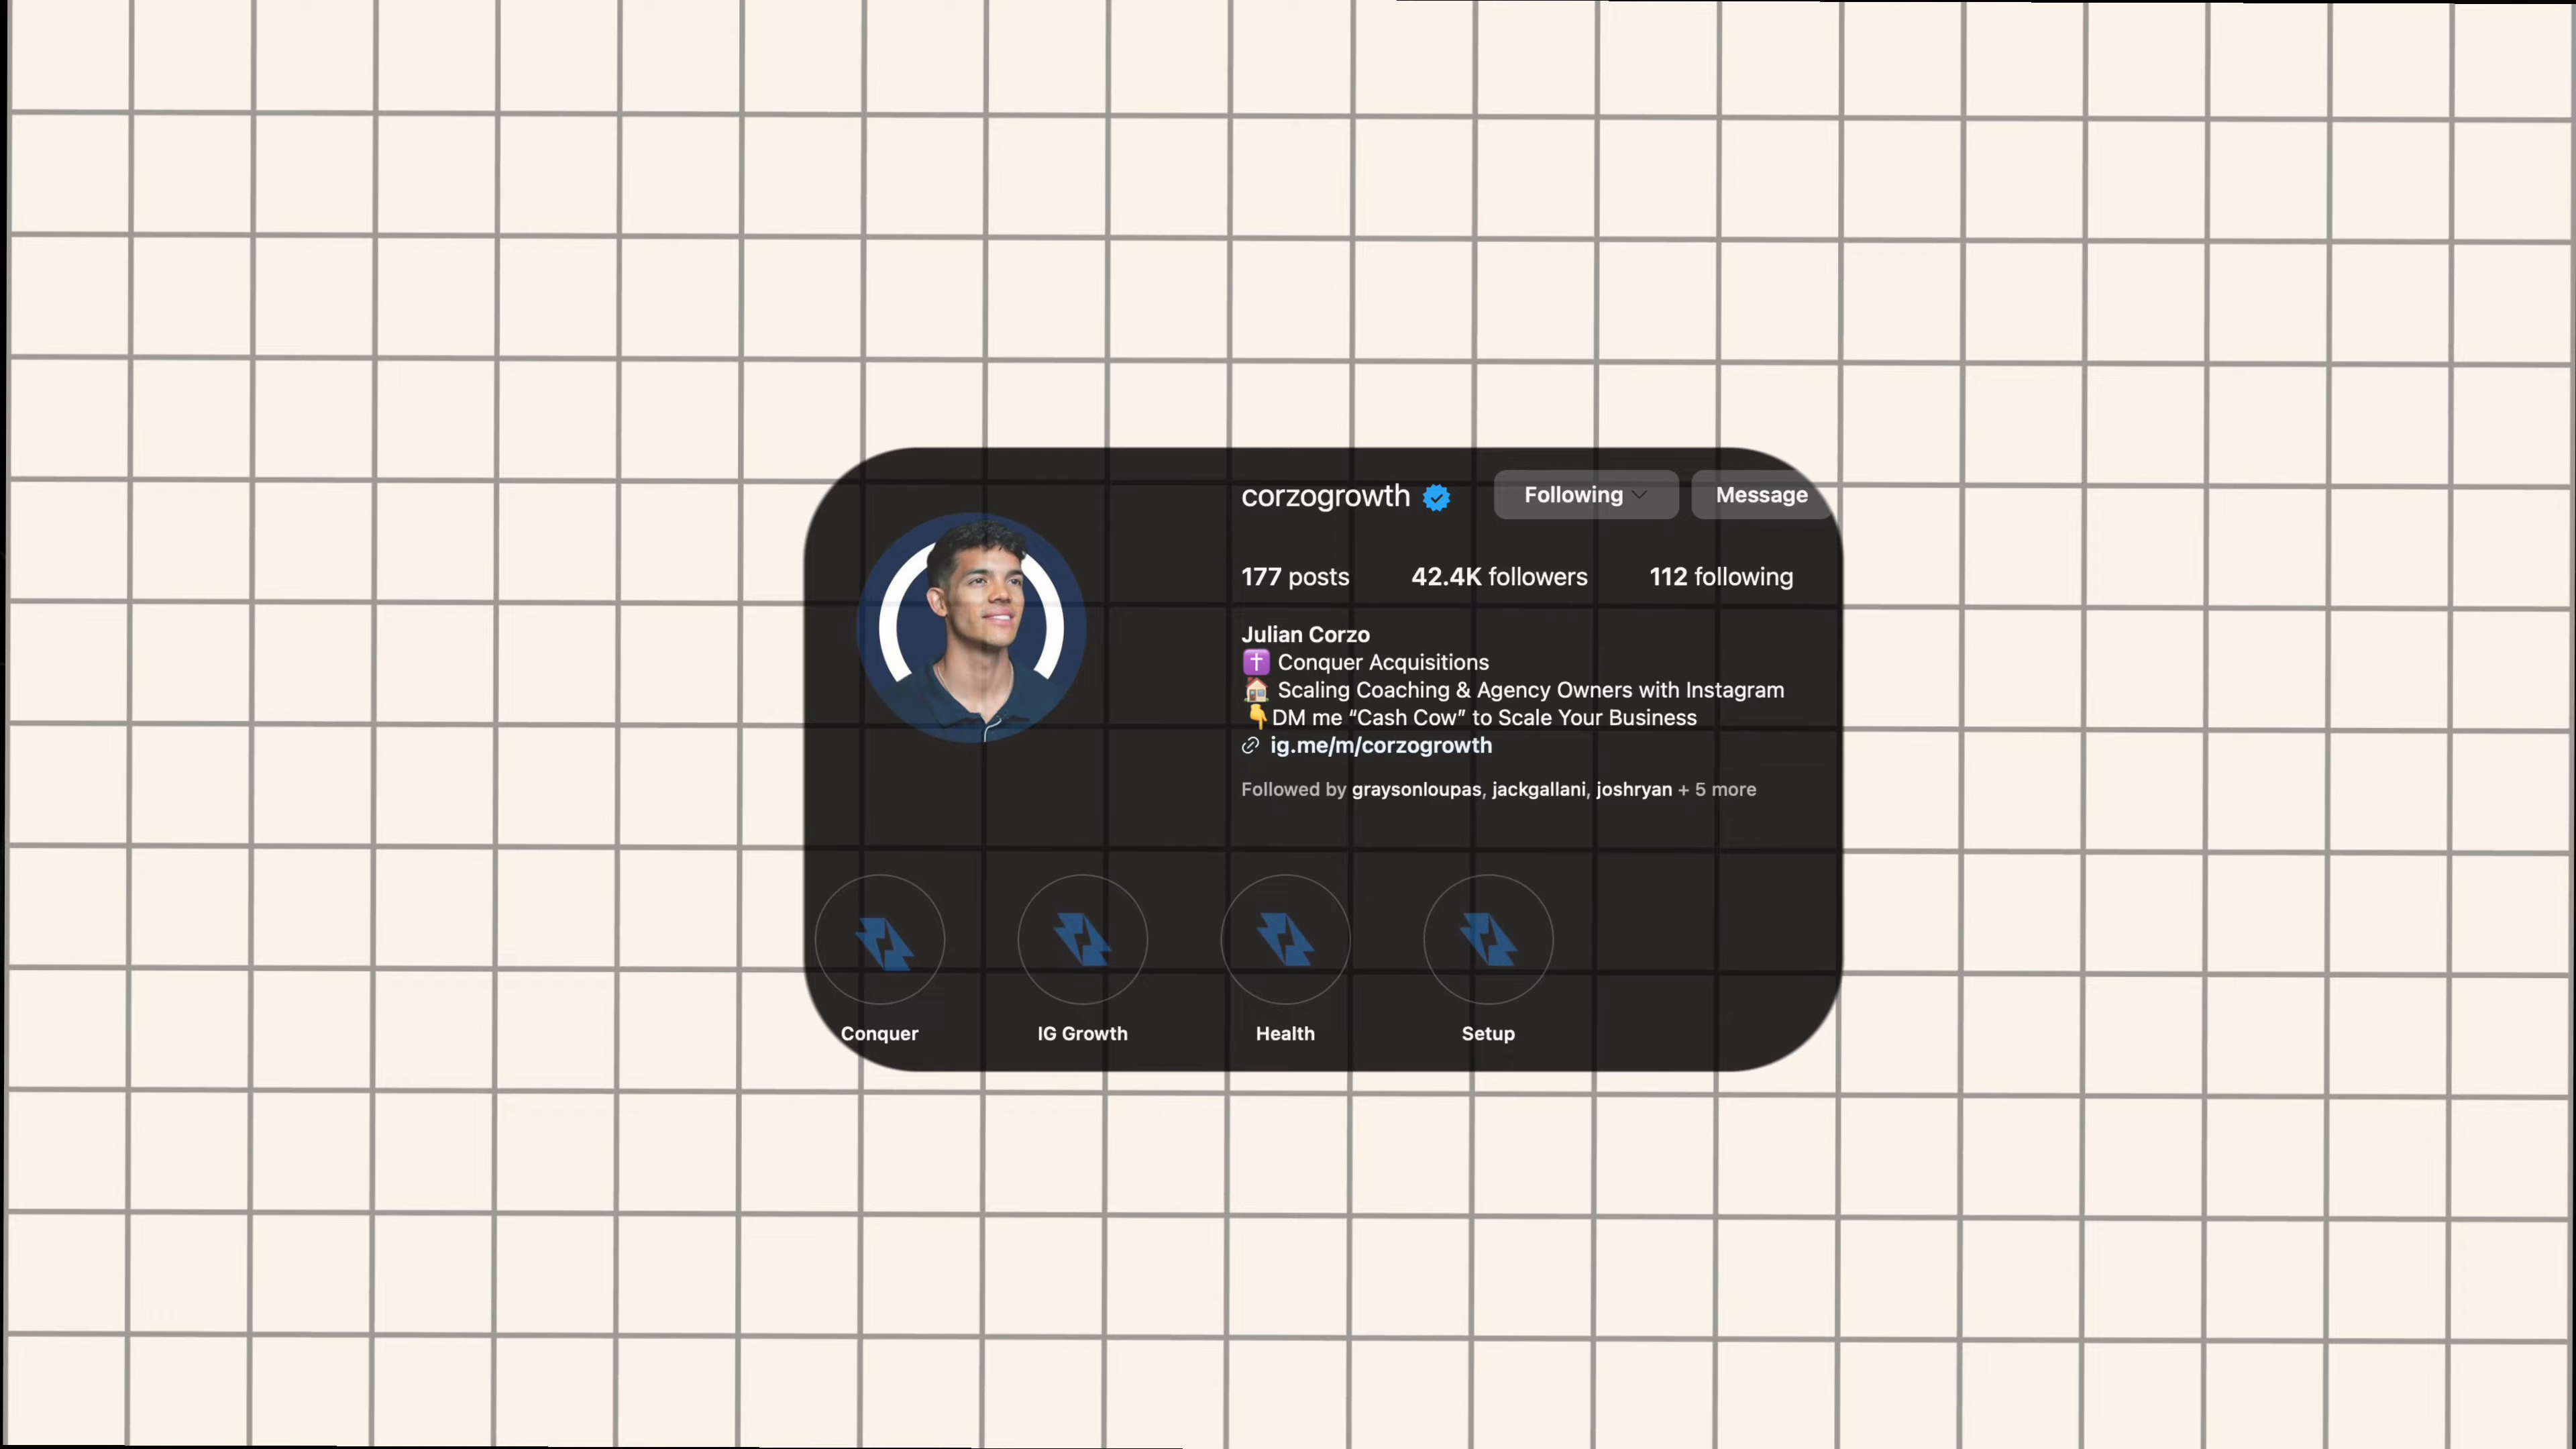 corzogrowth Following Message
177 posts 42.4K followers 112 following
Julian Corzo
✝️ Conquer Acquisitions
🏠 Scaling Coaching & Agency Owners with Instagram
👇DM me “Cash Cow” to Scale Your Business
ig.me/m/corzogrowth
Followed by graysonloupas, jackgallani, joshryan + 5 more
Conquer IG Growth Health Setup